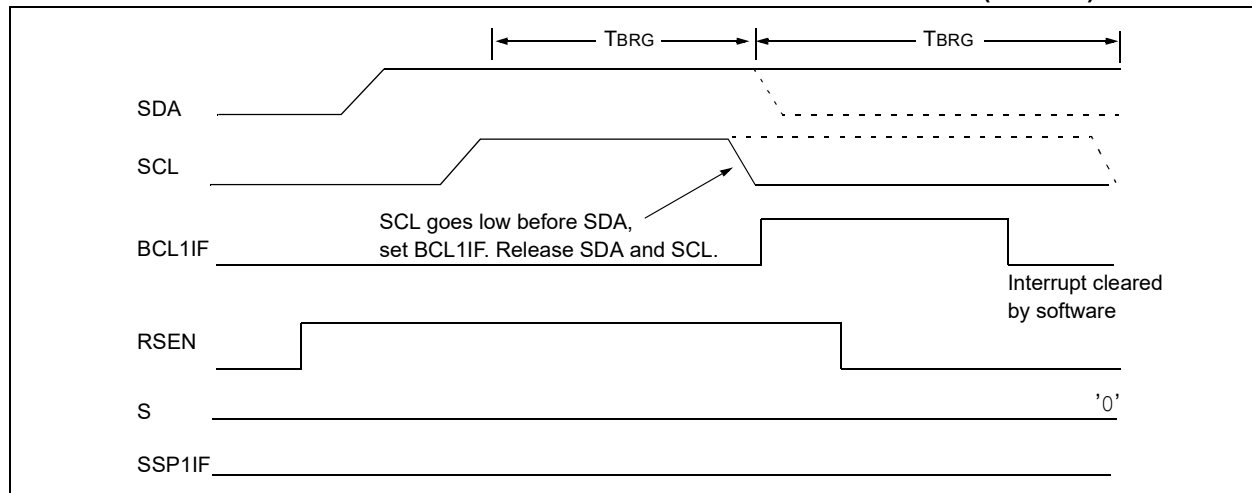 TBRG TBRG
SDA
SCL
SCL goes low before SDA,
set BCL1IF. Release SDA and SCL.
BCL1IF
Interrupt cleared
by software
RSEN
S '0'
SSP1IF